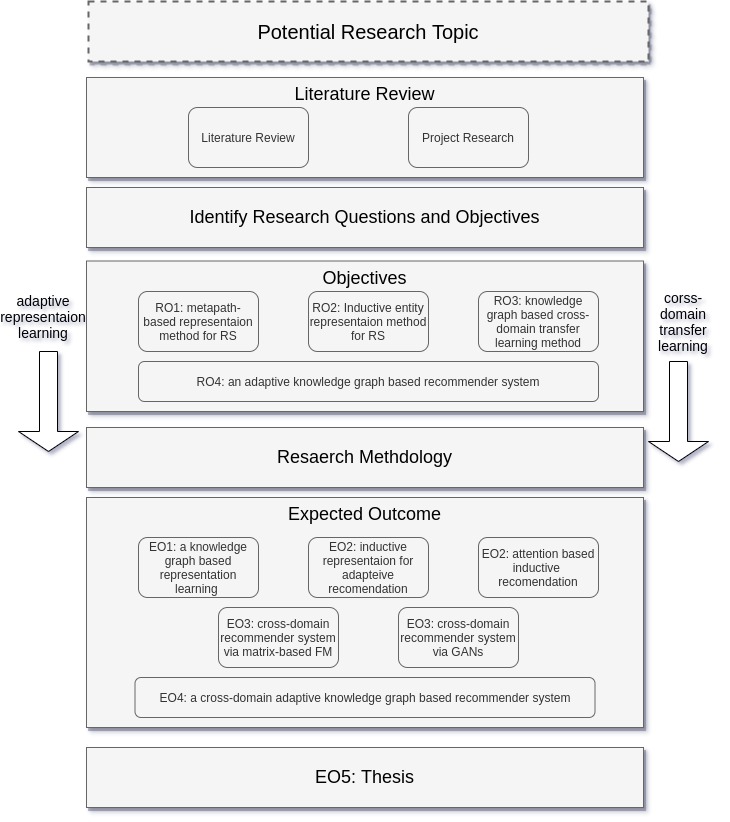 Potential Research Topic
Literature Review
Literature Review
Project Research
Identify Research Questions and Objectives
adaptive
representaion
learning
Objectives
RO1: metapath-
based representaion
method for RS
RO2: Inductive entity
representaion method
for RS
RO3: knowledge
graph based cross-
domain transfer
learning method
RO4: an adaptive knowledge graph based recommender system
corss-
domain
transfer
learning
Resaerch Methdology
Expected Outcome
EO1: a knowledge
graph based
representation
learning
EO2: inductive
representaion for
adapteive
recomendation
EO2: attention based
inductive
recomendation
EO3: cross-domain
recommender system
via matrix-based FM
EO3: cross-domain
recommender system
via GANs
EO4: a cross-domain adaptive knowledge graph based recommender system
EO5: Thesis